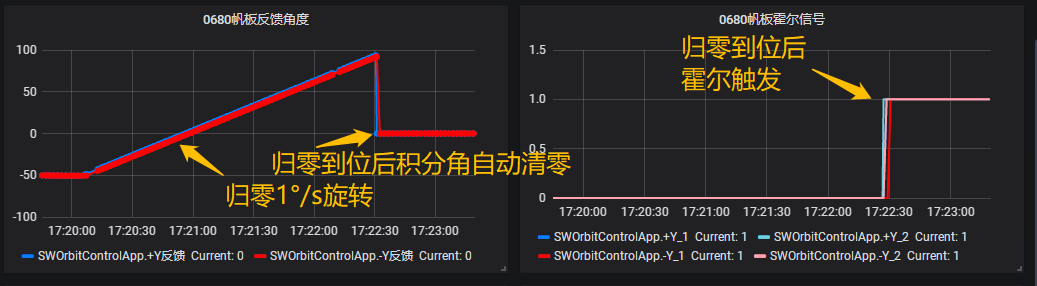 0680帆板反馈角度
100
50
0
-50
-100
归零到位后积分角自动清零
归零1°/s旋转
17:20:00 17:20:30 17:21:00 17:21:30 17:22:00 17:22:30 17:23:00
SWOrbitControlApp.+Y反馈 Current: 0 SWOrbitControlApp.-Y反馈 Current: 0
0680帆板霍尔信号
1.5
1.0
0.5
0
归零到位后
霍尔触发
17:20:00 17:20:30 17:21:00 17:21:30 17:22:00 17:22:30 17:23:00
SWOrbitControlApp.+Y_1 Current: 1 SWOrbitControlApp.+Y_2 Current: 1
SWOrbitControlApp.-Y_1 Current: 1 SWOrbitControlApp.-Y_2 Current: 1